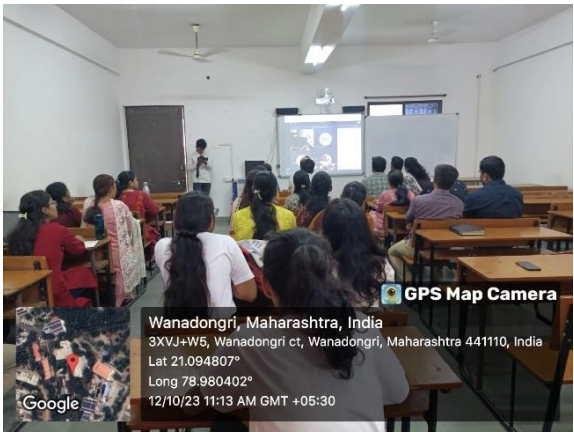 GPS Map Camera
Wanadongri, Maharashtra, India
3XVJ+W5, Wanadongri ct, Wanadongri, Maharashtra 441110, India
Lat 21.094807°
Long 78.980402°
12/10/23 11:13 AM GMT +05:30
Google